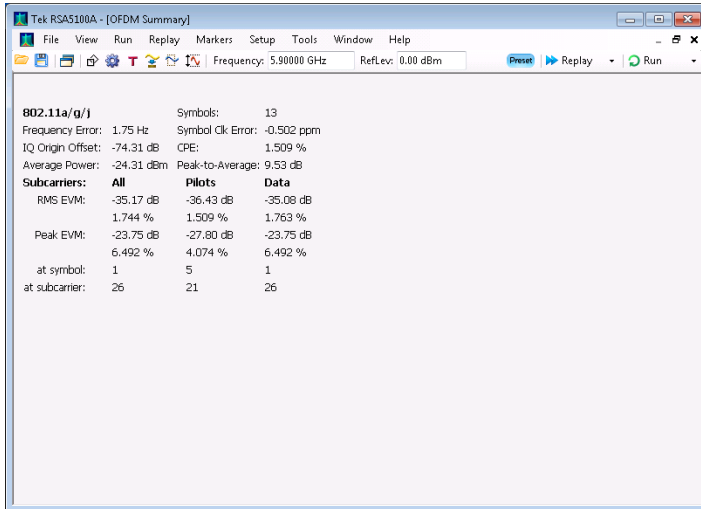 Tek RSA5100A - [OFDM Summary]
File View Run Replay Markers Setup Tools Window Help
T Frequency: 5.90000 GHz RefLev: 0.00 dBm Preset Replay Run
802.11a/g/j Symbols: 13
Frequency Error: 1.75 Hz Symbol Clk Error: -0.502 ppm
IQ Origin Offset: -74.31 dB CPE: 1.509 %
Average Power: -24.31 dBm Peak-to-Average: 9.53 dB
Subcarriers: All Pilots Data
RMS EVM: -35.17 dB -36.43 dB -35.08 dB
1.744 % 1.509 % 1.763 %
Peak EVM: -23.75 dB -27.80 dB -23.75 dB
6.492 % 4.074 % 6.492 %
at symbol: 1 5 1
at subcarrier: 26 21 26